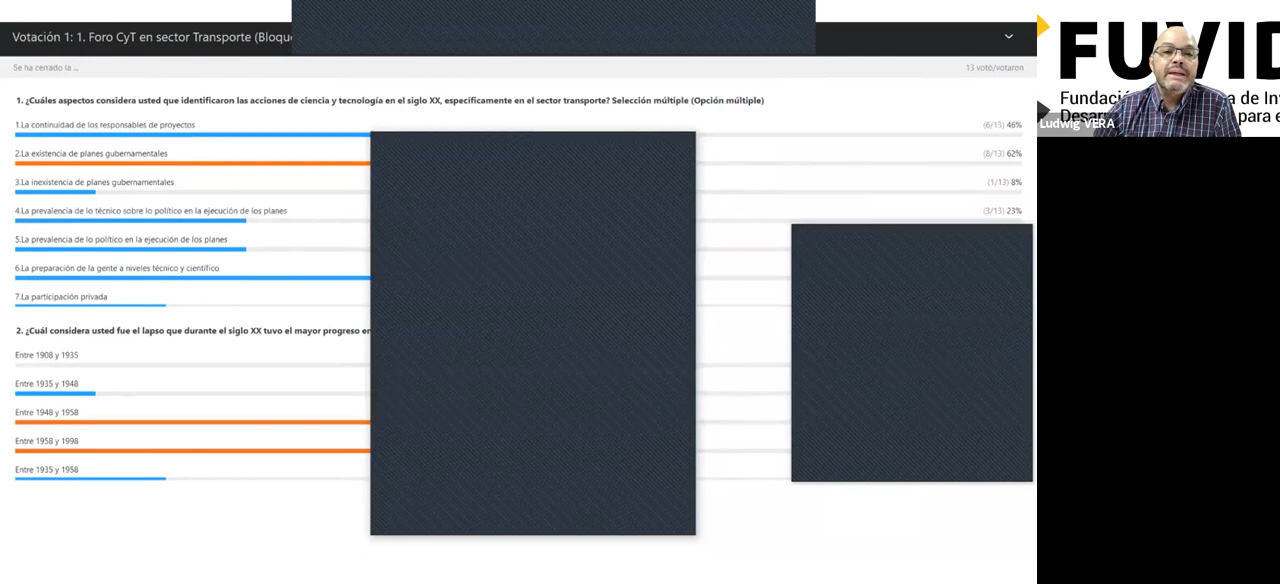 Votación 1: 1. Foro CyT en sector Transporte
Se ha cerrado la ...
13 votó/votaron
1. ¿Cuáles aspectos considera usted que identificaron las acciones de ciencia y tecnología en el siglo XX, específicamente en el sector transporte? Selección múltiple (Opción múltiple)
1.La continuidad de los responsables de proyectos
(6/13) 46%
2.La existencia de planes gubernamentales
(8/13) 62%
3.La inexistencia de planes gubernamentales
(1/13) 8%
4.La prevalencia de lo técnico sobre lo político en la ejecución de los planes
(3/13) 23%
5.La prevalencia de lo político en la ejecución de los planes
6.La preparación de la gente a niveles técnico y científico
7.La participación privada
2. ¿Cuál considera usted fue el lapso que durante el siglo XX tuvo el mayor progreso
Entre 1908 y 1935
Entre 1935 y 1948
Entre 1948 y 1958
Entre 1958 y 1998
Entre 1935 y 1958
Ludwig VERA